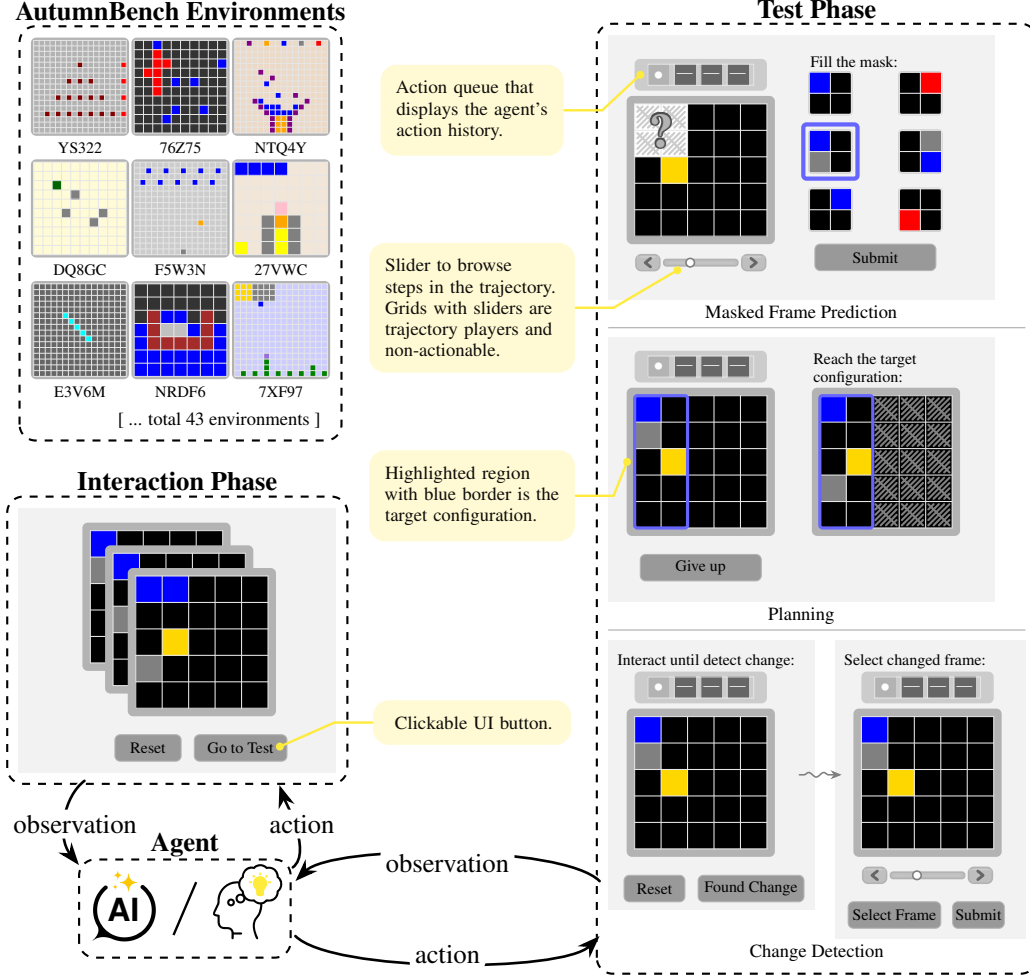 AutumnBench Environments
YS322
76Z75
NTQ4Y
DQ8GC
F5W3N
27VWC
E3V6M
NRDF6
7XF97
[ ... total 43 environments ]
Interaction Phase
Reset
Go to Test
observation
action
Agent
AI
/
observation
action
Action queue that
displays the agent's
action history.
Slider to browse
steps in the trajectory.
Grids with sliders are
trajectory players and
non-actionable.
Highlighted region
with blue border is the
target configuration.
Clickable UI button.
Test Phase
Fill the mask:
?
<
>
Submit
Masked Frame Prediction
Reach the target
configuration:
Give up
Planning
Interact until detect change:
Select changed frame:
<
>
Reset
Found Change
Select Frame
Submit
Change Detection